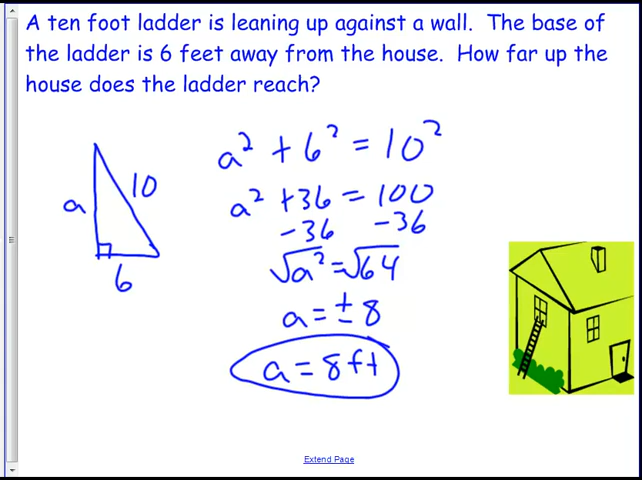 A ten foot ladder is leaning up against a wall. The base of
the ladder is 6 feet away from the house. How far up the
house does the ladder reach?
a² + 6² = 10²
a² + 36 = 100
-36 -36
√a² = √64
a = ± 8
a = 8ft
a
10
6
Extend Page